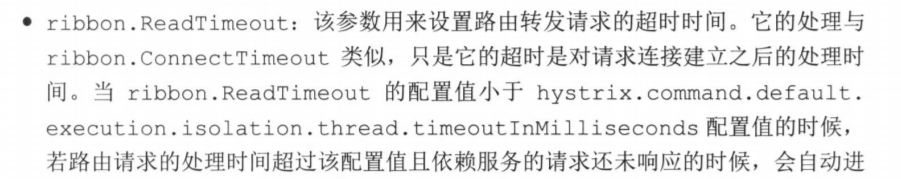 • ribbon.ReadTimeout：该参数用来设置路由转发请求的超时时间。它的处理与
ribbon.ConnectTimeout 类似，只是它的超时是对请求连接建立之后的处理时
间。当 ribbon.ReadTimeout 的配置值小于 hystrix.command.default.
execution.isolation.thread.timeoutInMilliseconds 配置值的时候，
若路由请求的处理时间超过该配置值且依赖服务的请求还未响应的时候，会自动进